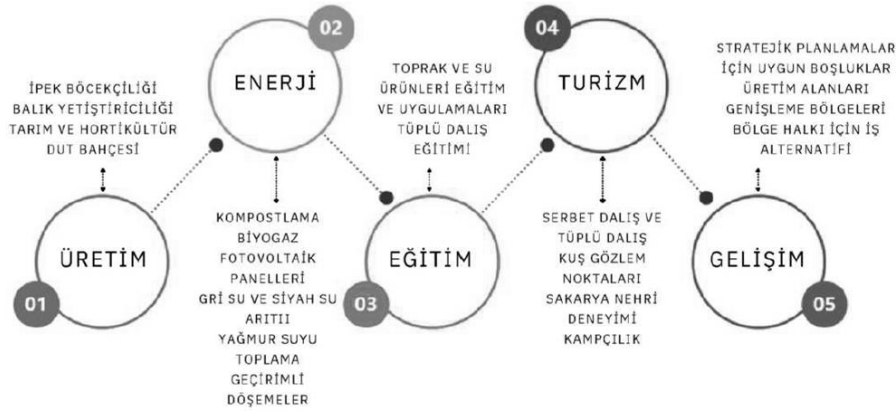 01
ÜRETİM
İPEK BÖCEKÇİLİĞİ
BALIK YETİŞTİRİCİLİĞİ
TARIM VE HORTİKÜLTÜR
DUT BAHÇESİ
02
ENERJİ
KOMPOSTLAMA
BİYOGAZ
FOTOVOLTAİK
PANELLERİ
GRİ SU VE SİYAH SU
ARITII
YAĞMUR SUYU
TOPLAMA
GEÇİRİMLİ
DÖŞEMELER
03
EĞİTİM
TOPRAK VE SU
ÜRÜNLERİ EĞİTİM
VE UYGULAMALARI
TÜPLÜ DALIŞ
EĞİTİMİ
04
TURİZM
SERBET DALIŞ VE
TÜPLÜ DALIŞ
KUŞ GÖZLEM
NOKTALARI
SAKARYA NEHRİ
DENEYİMİ
KAMPÇILIK
05
GELİŞİM
STRATEJİK PLANLAMALAR
İÇİN UYGUN BOŞLUKLAR
ÜRETİM ALANLARI
GENİŞLEME BÖLGELERİ
BÖLGE HALKI İÇİN İŞ
ALTERNATİFİ